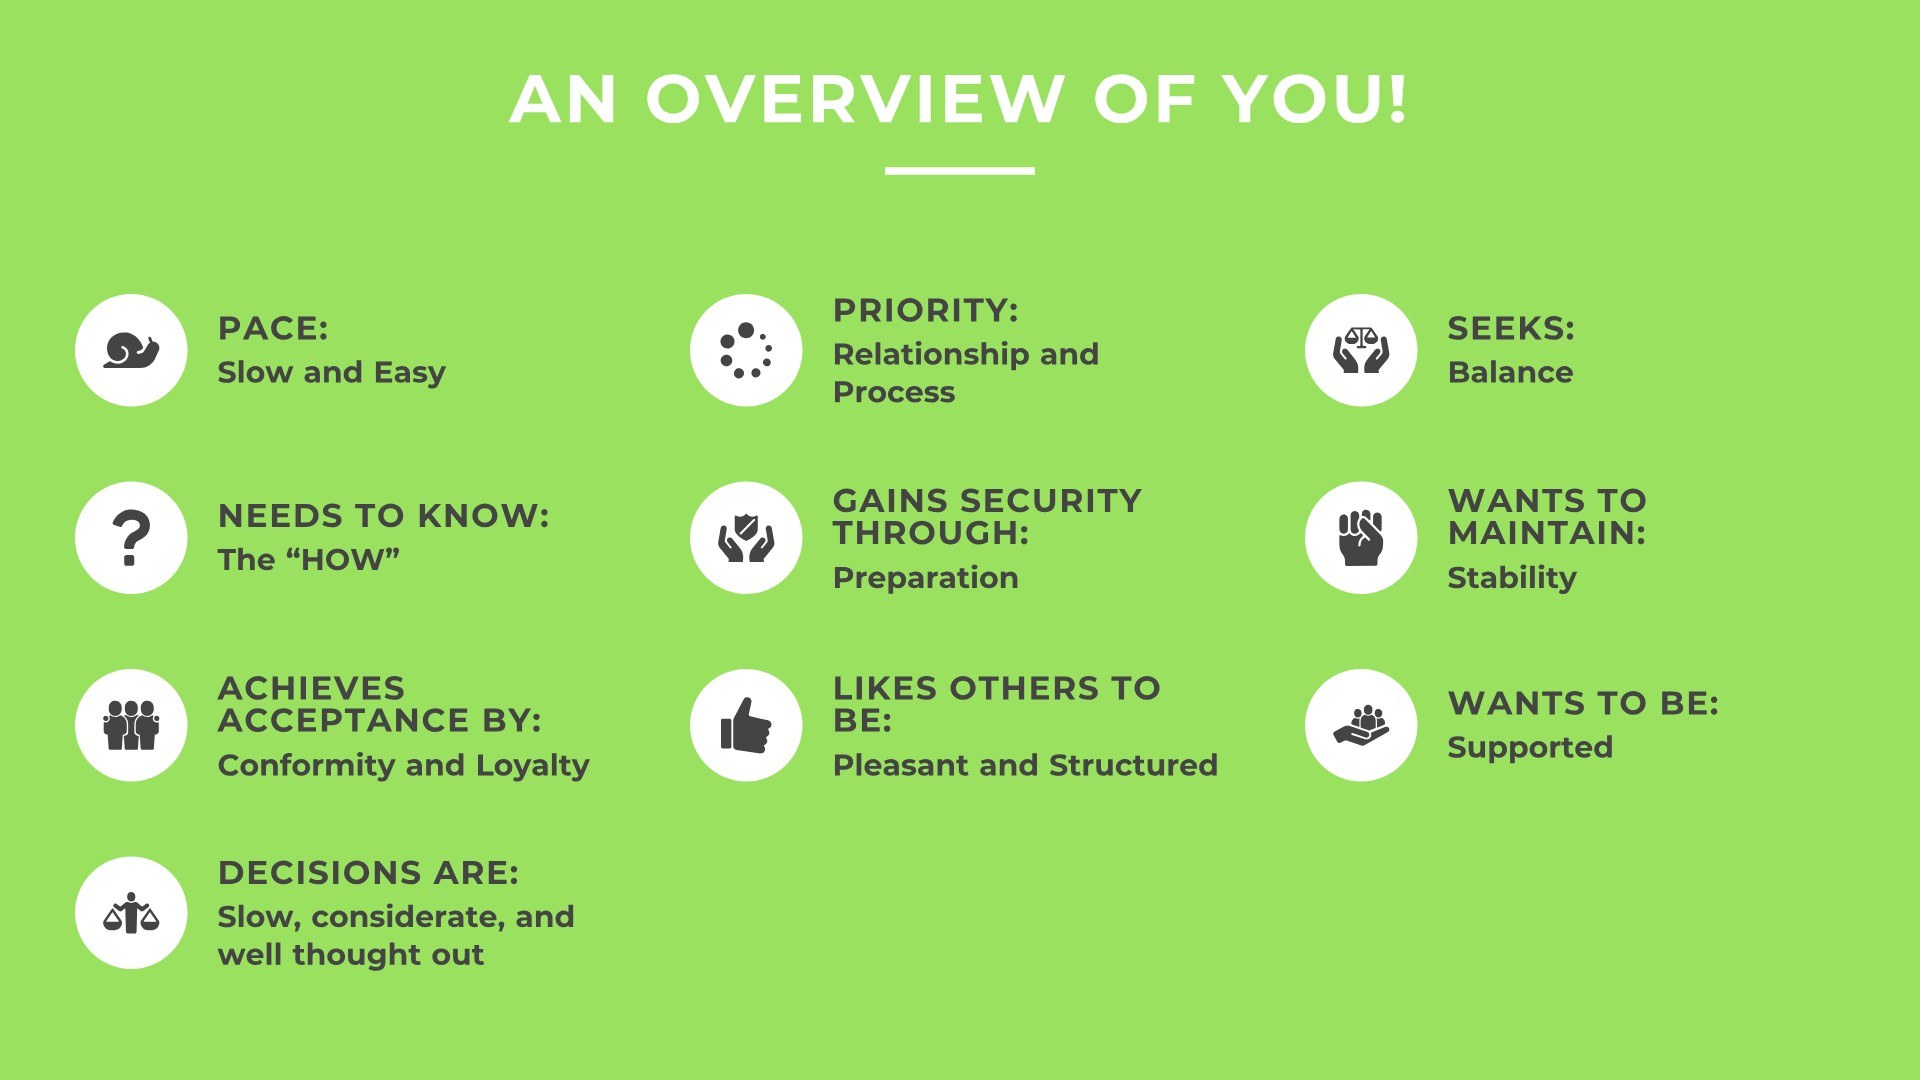 AN OVERVIEW OF YOU!
PACE:
Slow and Easy
PRIORITY:
Relationship and
Process
SEEKS:
Balance
NEEDS TO KNOW:
The “HOW”
GAINS SECURITY
THROUGH:
Preparation
WANTS TO
MAINTAIN:
Stability
ACHIEVES
ACCEPTANCE BY:
Conformity and Loyalty
LIKES OTHERS TO
BE:
Pleasant and Structured
WANTS TO BE:
Supported
DECISIONS ARE:
Slow, considerate, and
well thought out